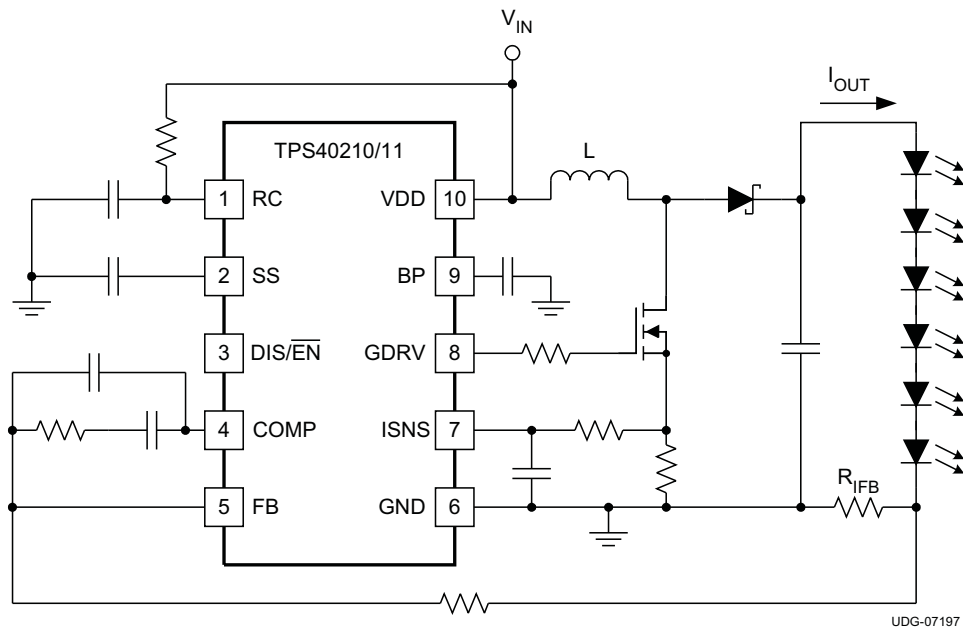 V_IN
I_OUT
TPS40210/11
L
1 RC VDD 10
2 SS BP 9
3 DIS/E̅N̅ GDRV 8
4 COMP ISNS 7
5 FB GND 6
R_IFB
UDG-07197